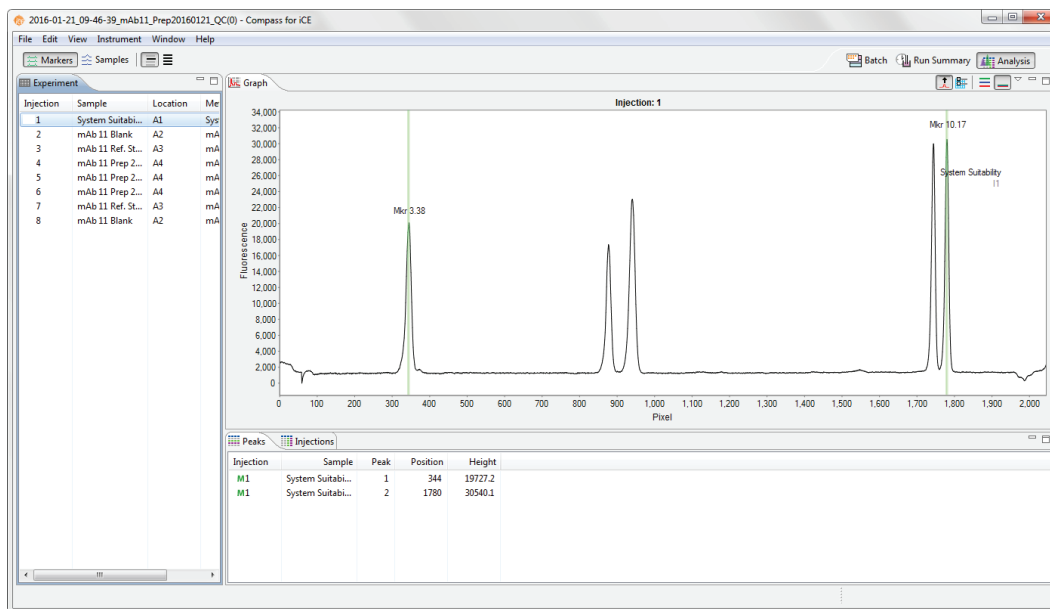 2016-01-21_09-46-39_mAb11_Prep20160121_QC(0) - Compass for iCE
File Edit View Instrument Window Help
Markers Samples Batch Run Summary Analysis
Experiment
Injection Sample Location Me
1 System Suitabi... A1 Sys
2 mAb 11 Blank A2 mA
3 mAb 11 Ref. St... A3 mA
4 mAb 11 Prep 2... A4 mA
5 mAb 11 Prep 2... A4 mA
6 mAb 11 Prep 2... A4 mA
7 mAb 11 Ref. St... A3 mA
8 mAb 11 Blank A2 mA
Graph
Injection: 1
34,000
32,000
30,000
28,000
26,000
24,000
22,000
20,000
18,000
16,000
14,000
12,000
10,000
8,000
6,000
4,000
2,000
0
Fluorescence
Mkr 3.38
Mkr 10.17
System Suitability
I1
0 100 200 300 400 500 600 700 800 900 1,000 1,100 1,200 1,300 1,400 1,500 1,600 1,700 1,800 1,900 2,000
Pixel
Peaks Injections
Injection Sample Peak Position Height
M1 System Suitabi... 1 344 19727.2
M1 System Suitabi... 2 1780 30540.1